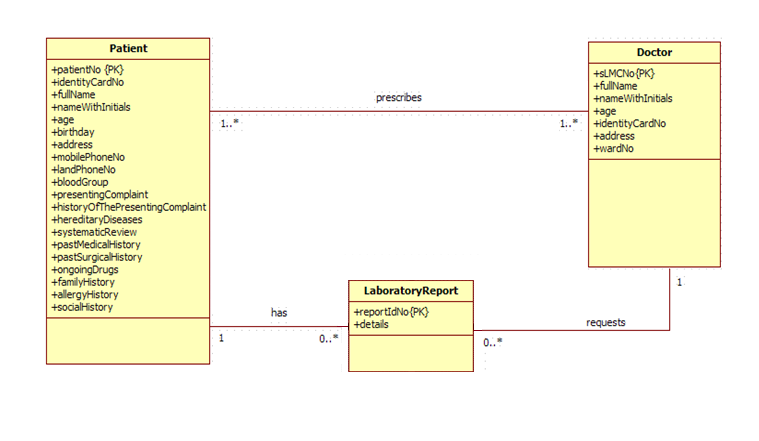 Patient
+patientNo {PK}
+identityCardNo
+fullName
+nameWithInitials
+age
+birthday
+address
+mobilePhoneNo
+landPhoneNo
+bloodGroup
+presentingComplaint
+historyOfThePresentingComplaint
+hereditaryDiseases
+systematicReview
+pastMedicalHistory
+pastSurgicalHistory
+ongoingDrugs
+familyHistory
+allergyHistory
+socialHistory
prescribes
1..*
1..*
Doctor
+sLMCNo{PK}
+fullName
+nameWithInitials
+age
+identityCardNo
+address
+wardNo
has
1
0..*
LaboratoryReport
+reportIdNo{PK}
+details
1
requests
0..*